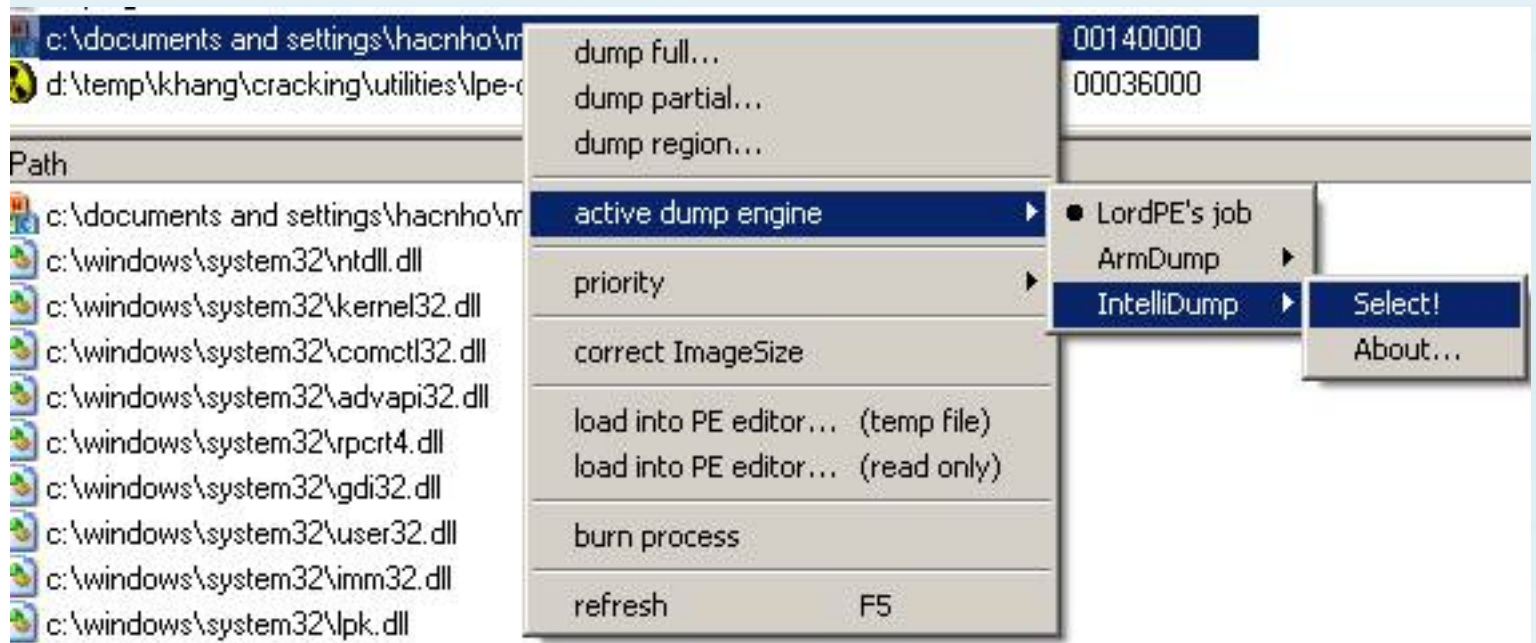 c:\documents and settings\hacnho\m
00140000
d:\temp\khang\cracking\utilities\lpe-
00036000
Path
c:\documents and settings\hacnho\m
c:\windows\system32\ntdll.dll
c:\windows\system32\kernel32.dll
c:\windows\system32\comctl32.dll
c:\windows\system32\advapi32.dll
c:\windows\system32\rpcrt4.dll
c:\windows\system32\gdi32.dll
c:\windows\system32\user32.dll
c:\windows\system32\imm32.dll
c:\windows\system32\lpk.dll
dump full...
dump partial...
dump region...
active dump engine
priority
correct ImageSize
load into PE editor... (temp file)
load into PE editor... (read only)
burn process
refresh F5
LordPE's job
ArmDump
IntelliDump
Select!
About...